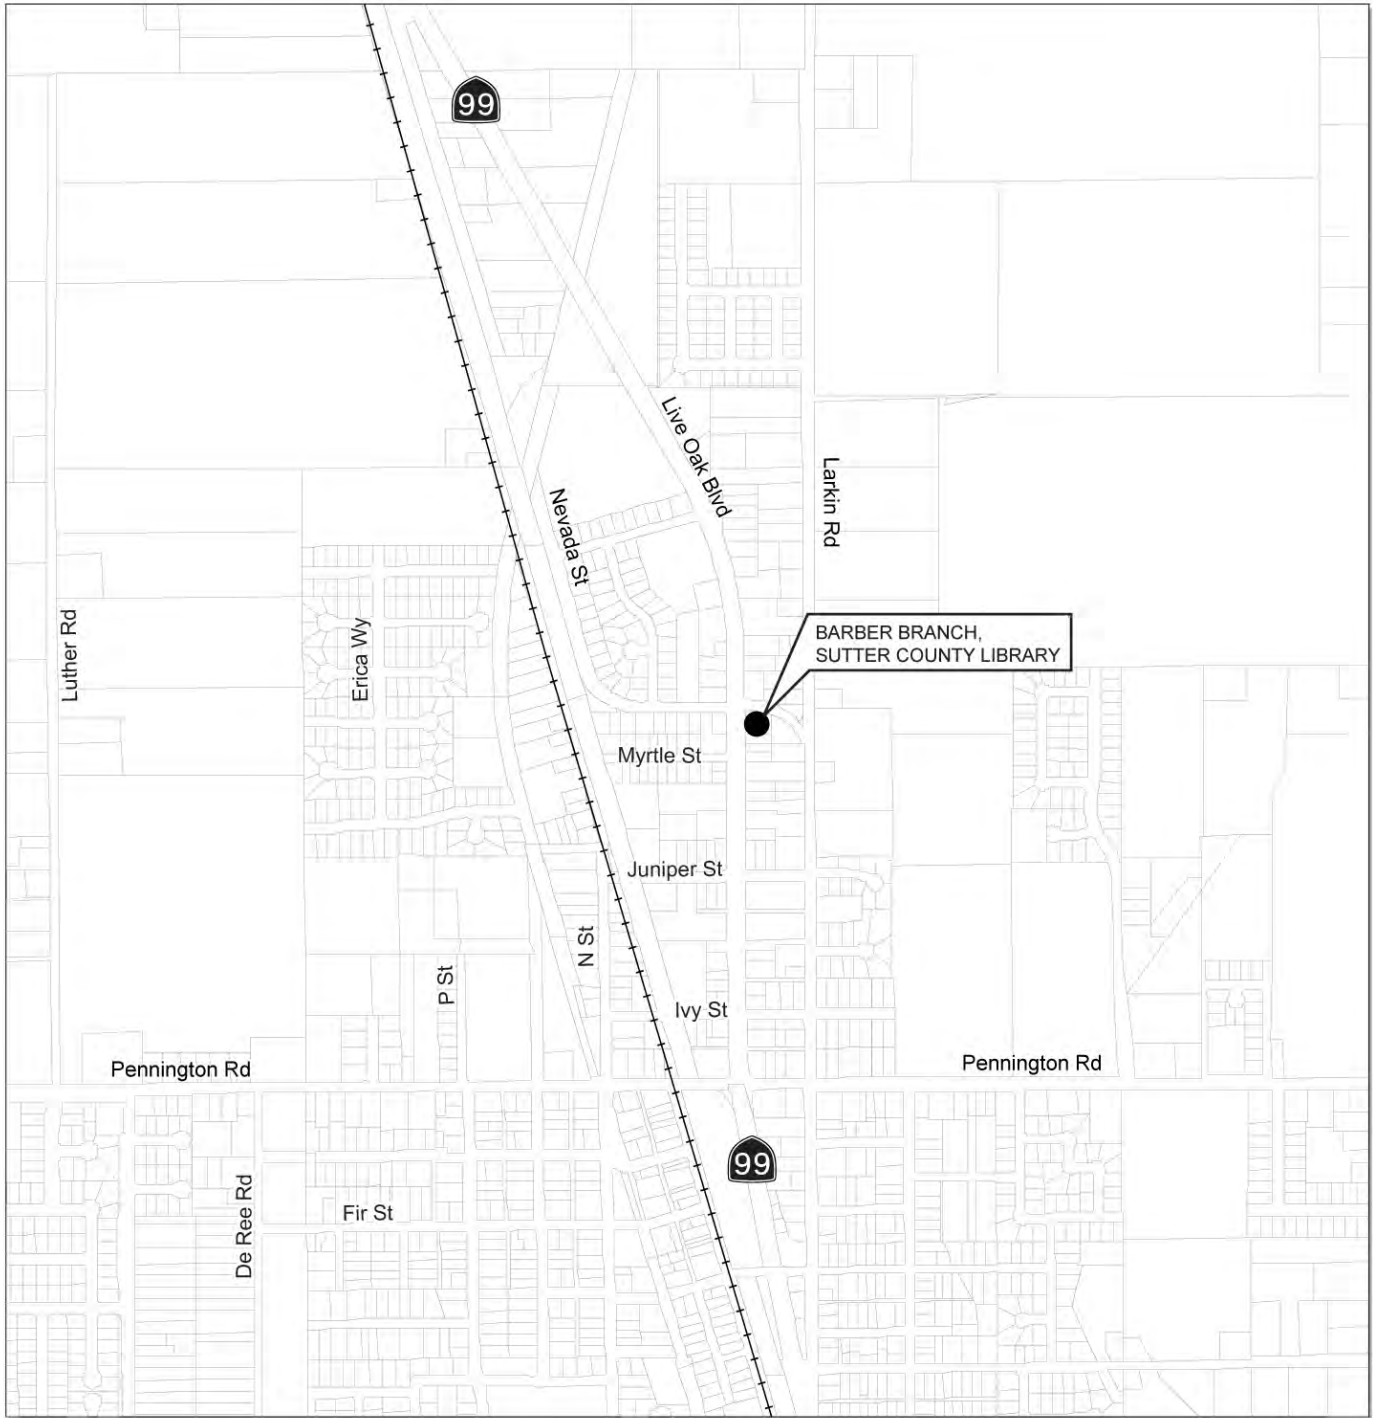 99
Live Oak Blvd
Larkin Rd
Nevada St
Luther Rd
Erica Wy
BARBER BRANCH,
SUTTER COUNTY LIBRARY
Myrtle St
Juniper St
N St
P St
Ivy St
Pennington Rd
Pennington Rd
99
De Ree Rd
Fir St